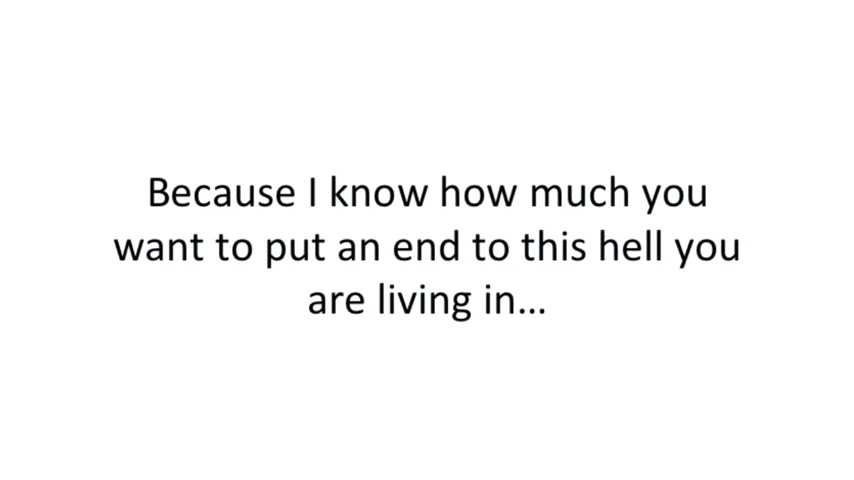 Because I know how much you
want to put an end to this hell you
are living in...